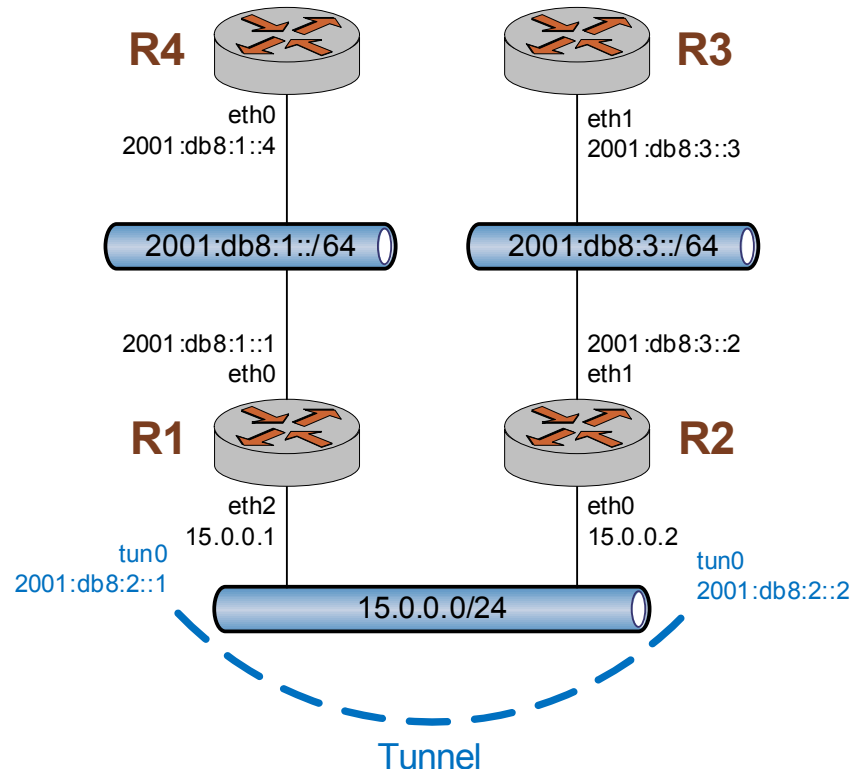 R4
R3
eth0
2001:db8:1::4
eth1
2001:db8:3::3
2001:db8:1::/64
2001:db8:3::/64
2001:db8:1::1
eth0
2001:db8:3::2
eth1
R1
R2
eth2
15.0.0.1
eth0
15.0.0.2
tun0
2001:db8:2::1
tun0
2001:db8:2::2
15.0.0.0/24
Tunnel